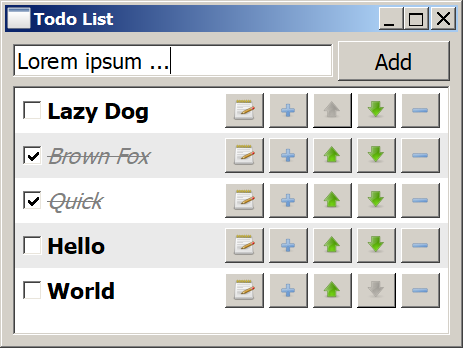 Todo List
Lorem ipsum ...
Add
Lazy Dog
Brown Fox
Quick
Hello
World